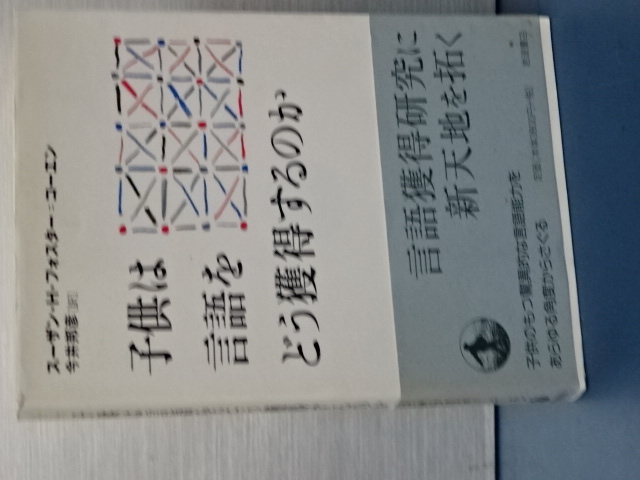 スーザン・H・フォスター=コーエン
今井邦彦[訳]
子供は
言語を
どう獲得するのか
言語獲得研究に
新天地を拓く
子供のもつ驚異的な言語能力を
あらゆる角度からさぐる
岩波書店